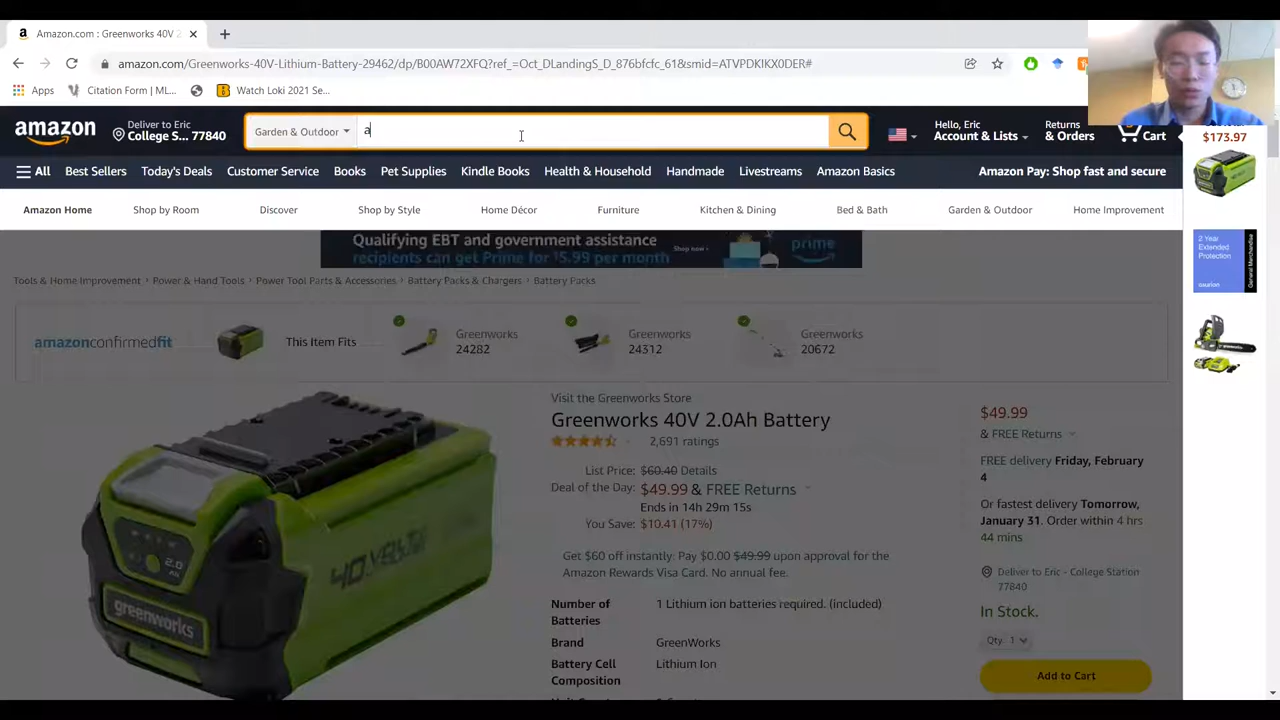 Amazon.com : Greenworks 40V 2
amazon.com/Greenworks-40V-Lithium-Battery-29462/dp/B00AW72XFQ?ref_=Oct_DLandingS_D_876bfcfc_61&smid=ATVPDKIKX0DER#
Apps
Citation Form | ML...
Watch Loki 2021 Se...
amazon
Deliver to Eric
College S... 77840
Garden & Outdoor
a
Hello, Eric
Account & Lists
Returns
& Orders
Cart
$173.97
All
Best Sellers
Today's Deals
Customer Service
Books
Pet Supplies
Kindle Books
Health & Household
Handmade
Livestreams
Amazon Basics
Amazon Pay: Shop fast and secure
Amazon Home
Shop by Room
Discover
Shop by Style
Home Décor
Furniture
Kitchen & Dining
Bed & Bath
Garden & Outdoor
Home Improvement
Qualifying EBT and government assistance
recipients can get Prime for $5.99 per month
Shop now ›
prime
2 Year
Extended
Protection
asurion
General Merchandise
Tools & Home Improvement › Power & Hand Tools › Power Tool Parts & Accessories › Battery Packs & Chargers › Battery Packs
amazonconfirmedfit
This Item Fits
Greenworks
24282
Greenworks
24312
Greenworks
20672
Visit the Greenworks Store
Greenworks 40V 2.0Ah Battery
2,691 ratings
List Price: $60.40 Details
Deal of the Day: $49.99 & FREE Returns
Ends in 14h 29m 15s
You Save: $10.41 (17%)
Get $60 off instantly: Pay $0.00 $49.99 upon approval for the
Amazon Rewards Visa Card. No annual fee.
Number of
Batteries
1 Lithium ion batteries required. (included)
Brand
GreenWorks
Battery Cell
Composition
Lithium Ion
40 VOLT
2.0
Ah
greenworks
$49.99
& FREE Returns
FREE delivery Friday, February
4
Or fastest delivery Tomorrow,
January 31. Order within 4 hrs
44 mins
Deliver to Eric - College Station
77840
In Stock.
Qty: 1
Add to Cart